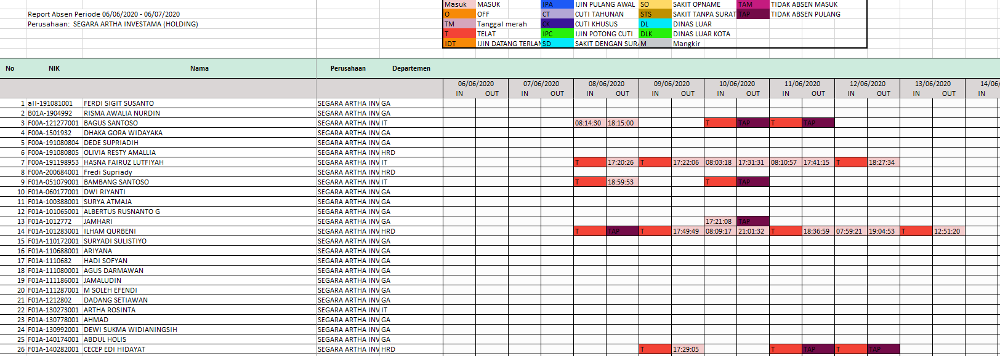 Masuk MASUK IPA IJIN PULANG AWAL SO SAKIT OPNAME TAM TIDAK ABSEN MASUK
Report Absen Periode 06/06/2020 - 06/07/2020 O OFF CT CUTI TAHUNAN STS SAKIT TANPA SURAT TAP TIDAK ABSEN PULANG
Perusahaan: SEGARA ARTHA INVESTAMA (HOLDING) TM Tanggal merah CK CUTI KHUSUS DL DINAS LUAR
T TELAT IPC IJIN POTONG CUTI DLK DINAS LUAR KOTA
IDT IJIN DATANG TERLAM SD SAKIT DENGAN SURA M Mangkir
No NIK Nama Perusahaan Departemen
06/06/2020 07/06/2020 08/06/2020 09/06/2020 10/06/2020 11/06/2020 12/06/2020 13/06/2020 14/06
IN OUT IN OUT IN OUT IN OUT IN OUT IN OUT IN OUT IN OUT IN
1 all-191081001 FERDI SIGIT SUSANTO SEGARA ARTHA INV GA
2 B01A-1904992 RISMA AWALIA NURDIN SEGARA ARTHA INV GA
3 F00A-121277001 BAGUS SANTOSO SEGARA ARTHA INV IT 08:14:30 18:15:00 T TAP T TAP
4 F00A-1501932 DHAKA GORA WIDAYAKA SEGARA ARTHA INV GA
5 F00A-191080804 DEDE SUPRIADIH SEGARA ARTHA INV GA
6 F00A-191080805 OLIVIA RESTY AMALLIA SEGARA ARTHA INV HRD
7 F00A-191198953 HASNA FAIRUZ LUTFIYAH SEGARA ARTHA INV IT T 17:20:26 T 17:22:06 08:03:18 17:31:31 08:10:57 17:41:15 T 18:27:34
8 F00A-200684001 Fredi Supriady SEGARA ARTHA INV HRD
9 F01A-051079001 BAMBANG SANTOSO SEGARA ARTHA INV IT T 18:59:53 T TAP
10 F01A-060177001 DWI RIYANTI SEGARA ARTHA INV GA
11 F01A-100388001 SURYA ATMAJA SEGARA ARTHA INV GA
12 F01A-101065001 ALBERTUS RUSNANTO G SEGARA ARTHA INV GA
13 F01A-1012772 JAMHARI SEGARA ARTHA INV GA 17:21:08 TAP
14 F01A-101283001 ILHAM QURBENI SEGARA ARTHA INV HRD T TAP T 17:49:49 08:09:17 21:01:32 T 18:36:59 07:59:21 19:04:53 T 12:51:20
15 F01A-110172001 SURYADI SULISTIYO SEGARA ARTHA INV GA
16 F01A-110688001 ARIYANA SEGARA ARTHA INV GA
17 F01A-1110682 HADI SOFYAN SEGARA ARTHA INV GA
18 F01A-111080001 AGUS DARMAWAN SEGARA ARTHA INV GA
19 F01A-111186001 JAMALUDIN SEGARA ARTHA INV GA
20 F01A-111287001 M SOLEH EFENDI SEGARA ARTHA INV GA
21 F01A-1212802 DADANG SETIAWAN SEGARA ARTHA INV GA
22 F01A-130273001 ARTHA ROSINTA SEGARA ARTHA INV IT
23 F01A-130778001 AHMAD SEGARA ARTHA INV GA
24 F01A-130992001 DEWI SUKMA WIDIANINGSIH SEGARA ARTHA INV GA
25 F01A-140174001 ABDUL HOLIS SEGARA ARTHA INV GA
26 F01A-140282001 CECEP EDI HIDAYAT SEGARA ARTHA INV HRD T 17:29:05 T TAP T TAP